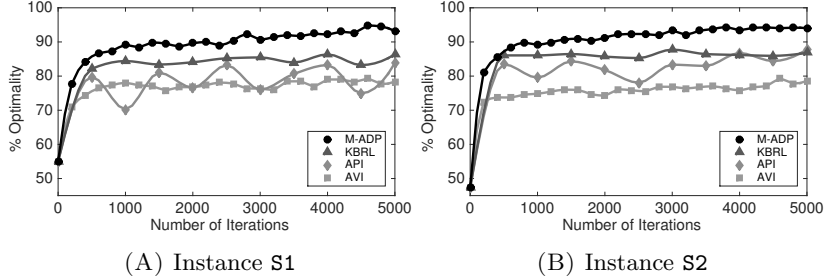 100
90
80
70
60
50
% Optimality
M-ADP
KBRL
API
AVI
0 1000 2000 3000 4000 5000
Number of Iterations
(A) Instance S1
100
90
80
70
60
50
% Optimality
M-ADP
KBRL
API
AVI
0 1000 2000 3000 4000 5000
Number of Iterations
(B) Instance S2